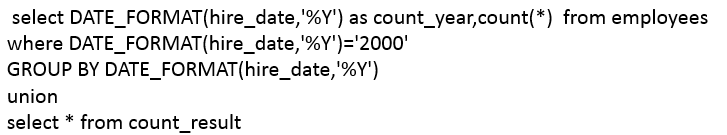 select DATE_FORMAT(hire_date,'%Y') as count_year,count(*)  from employees
where DATE_FORMAT(hire_date,'%Y')='2000'
GROUP BY DATE_FORMAT(hire_date,'%Y')
union
select * from count_result